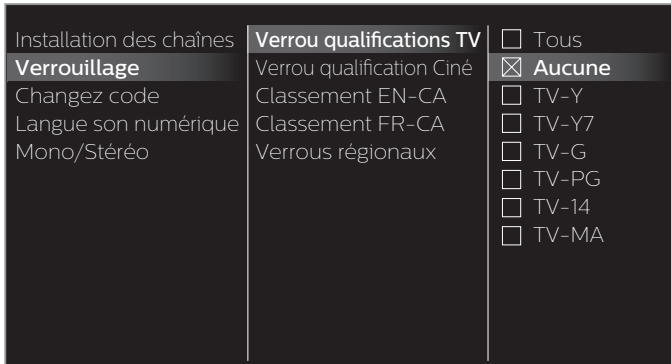 Installation des chaînes
Verrouillage
Changez code
Langue son numérique
Mono/Stéréo
Verrou qualifications TV
Verrou qualification Ciné
Classement EN-CA
Classement FR-CA
Verrous régionaux
Tous
Aucune
TV-Y
TV-Y7
TV-G
TV-PG
TV-14
TV-MA